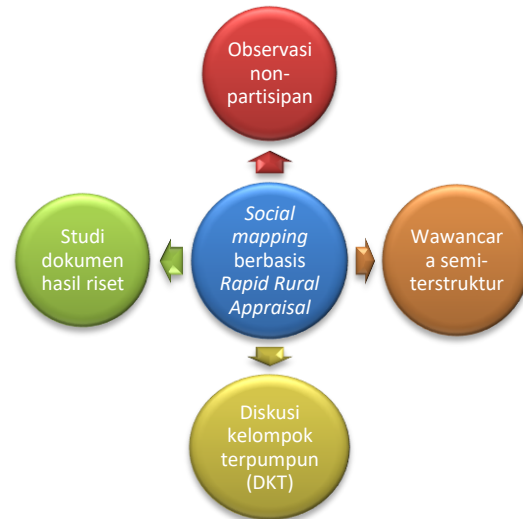 Observasi
non-
partisipan
Studi
dokumen
hasil riset
Social
mapping
berbasis
Rapid Rural
Appraisal
Wawancar
a semi-
terstruktur
Diskusi
kelompok
terpumpun
(DKT)